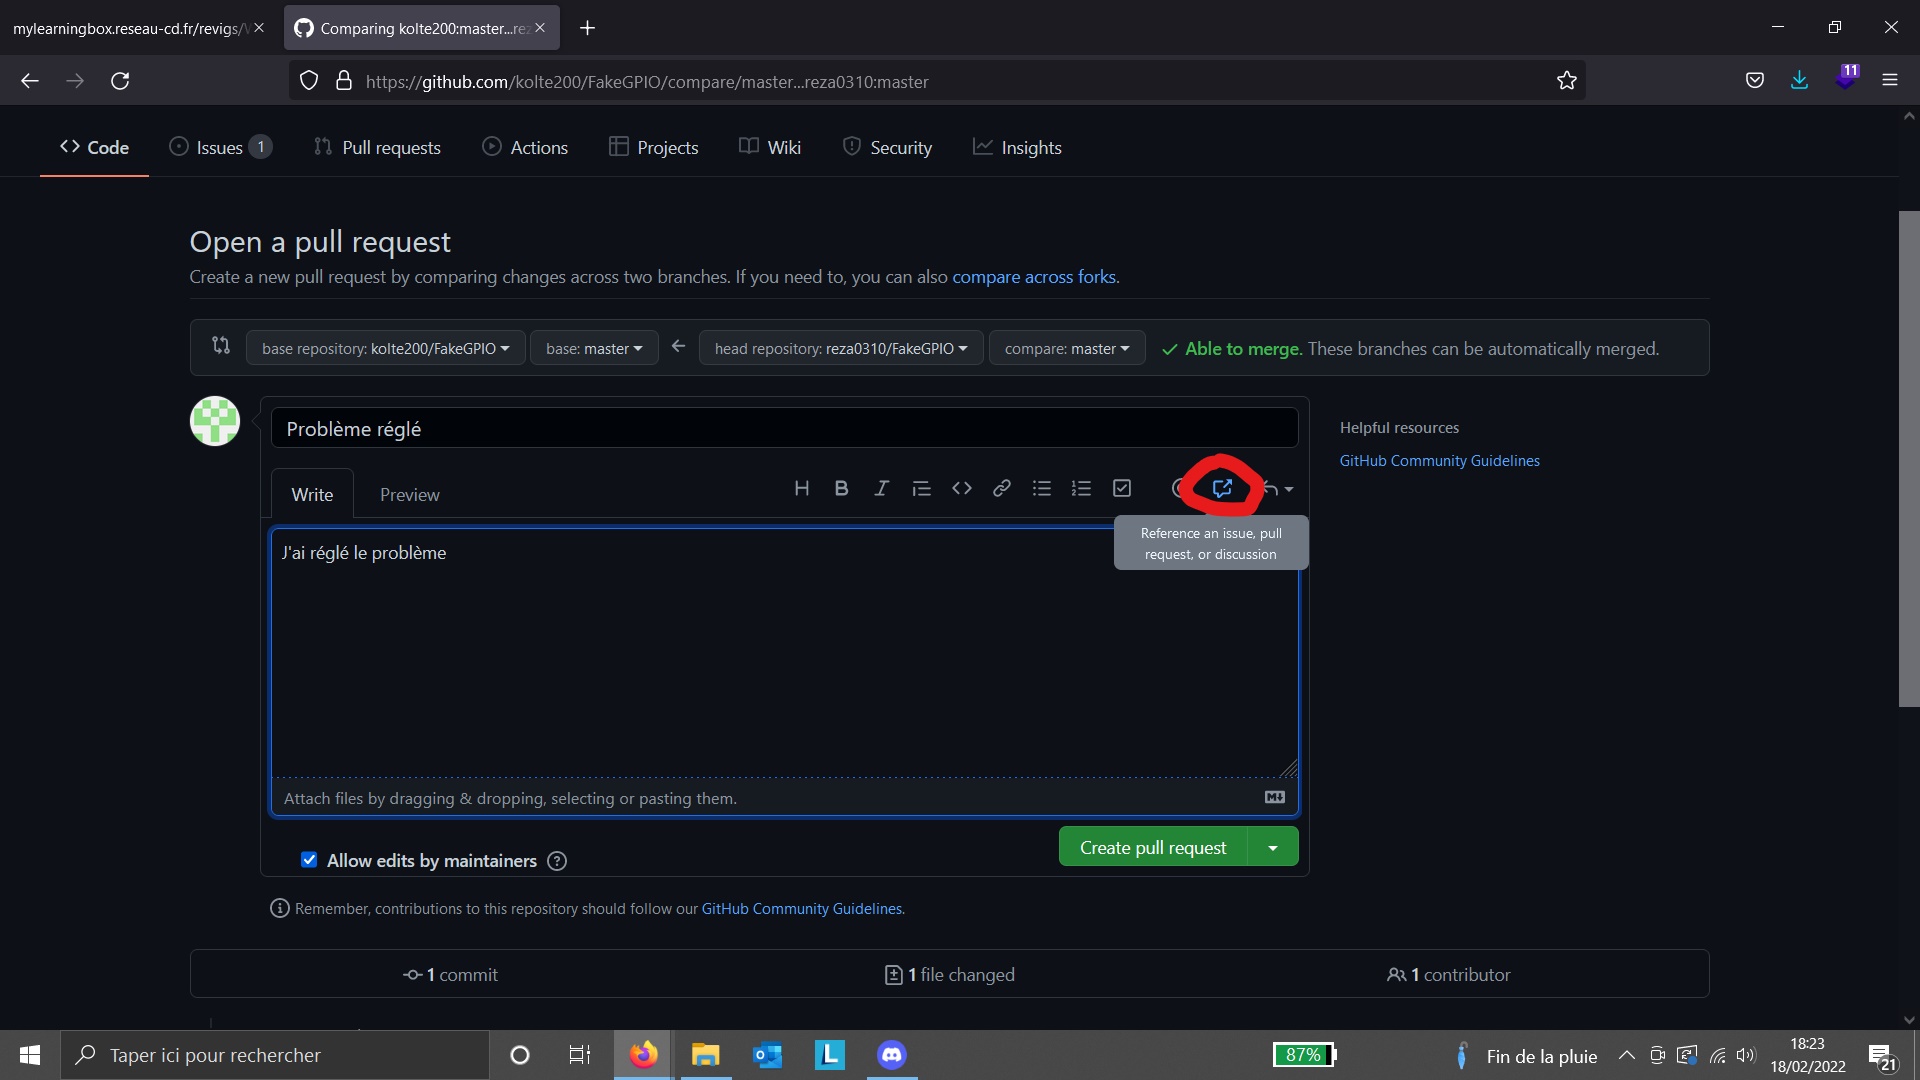 mylearningbox.reseau-cd.fr/revigs/
Comparing kolte200:master...rez
https://github.com/kolte200/FakeGPIO/compare/master...reza0310:master
11
Code
Issues 1
Pull requests
Actions
Projects
Wiki
Security
Insights
Open a pull request
Create a new pull request by comparing changes across two branches. If you need to, you can also compare across forks.
base repository: kolte200/FakeGPIO
base: master
head repository: reza0310/FakeGPIO
compare: master
Able to merge. These branches can be automatically merged.
Problème réglé
Helpful resources
GitHub Community Guidelines
Write
Preview
Reference an issue, pull
request, or discussion
J'ai réglé le problème
Attach files by dragging & dropping, selecting or pasting them.
Allow edits by maintainers
Create pull request
Remember, contributions to this repository should follow our GitHub Community Guidelines.
1 commit
1 file changed
1 contributor
Taper ici pour rechercher
87%
Fin de la pluie
18:23
18/02/2022
21